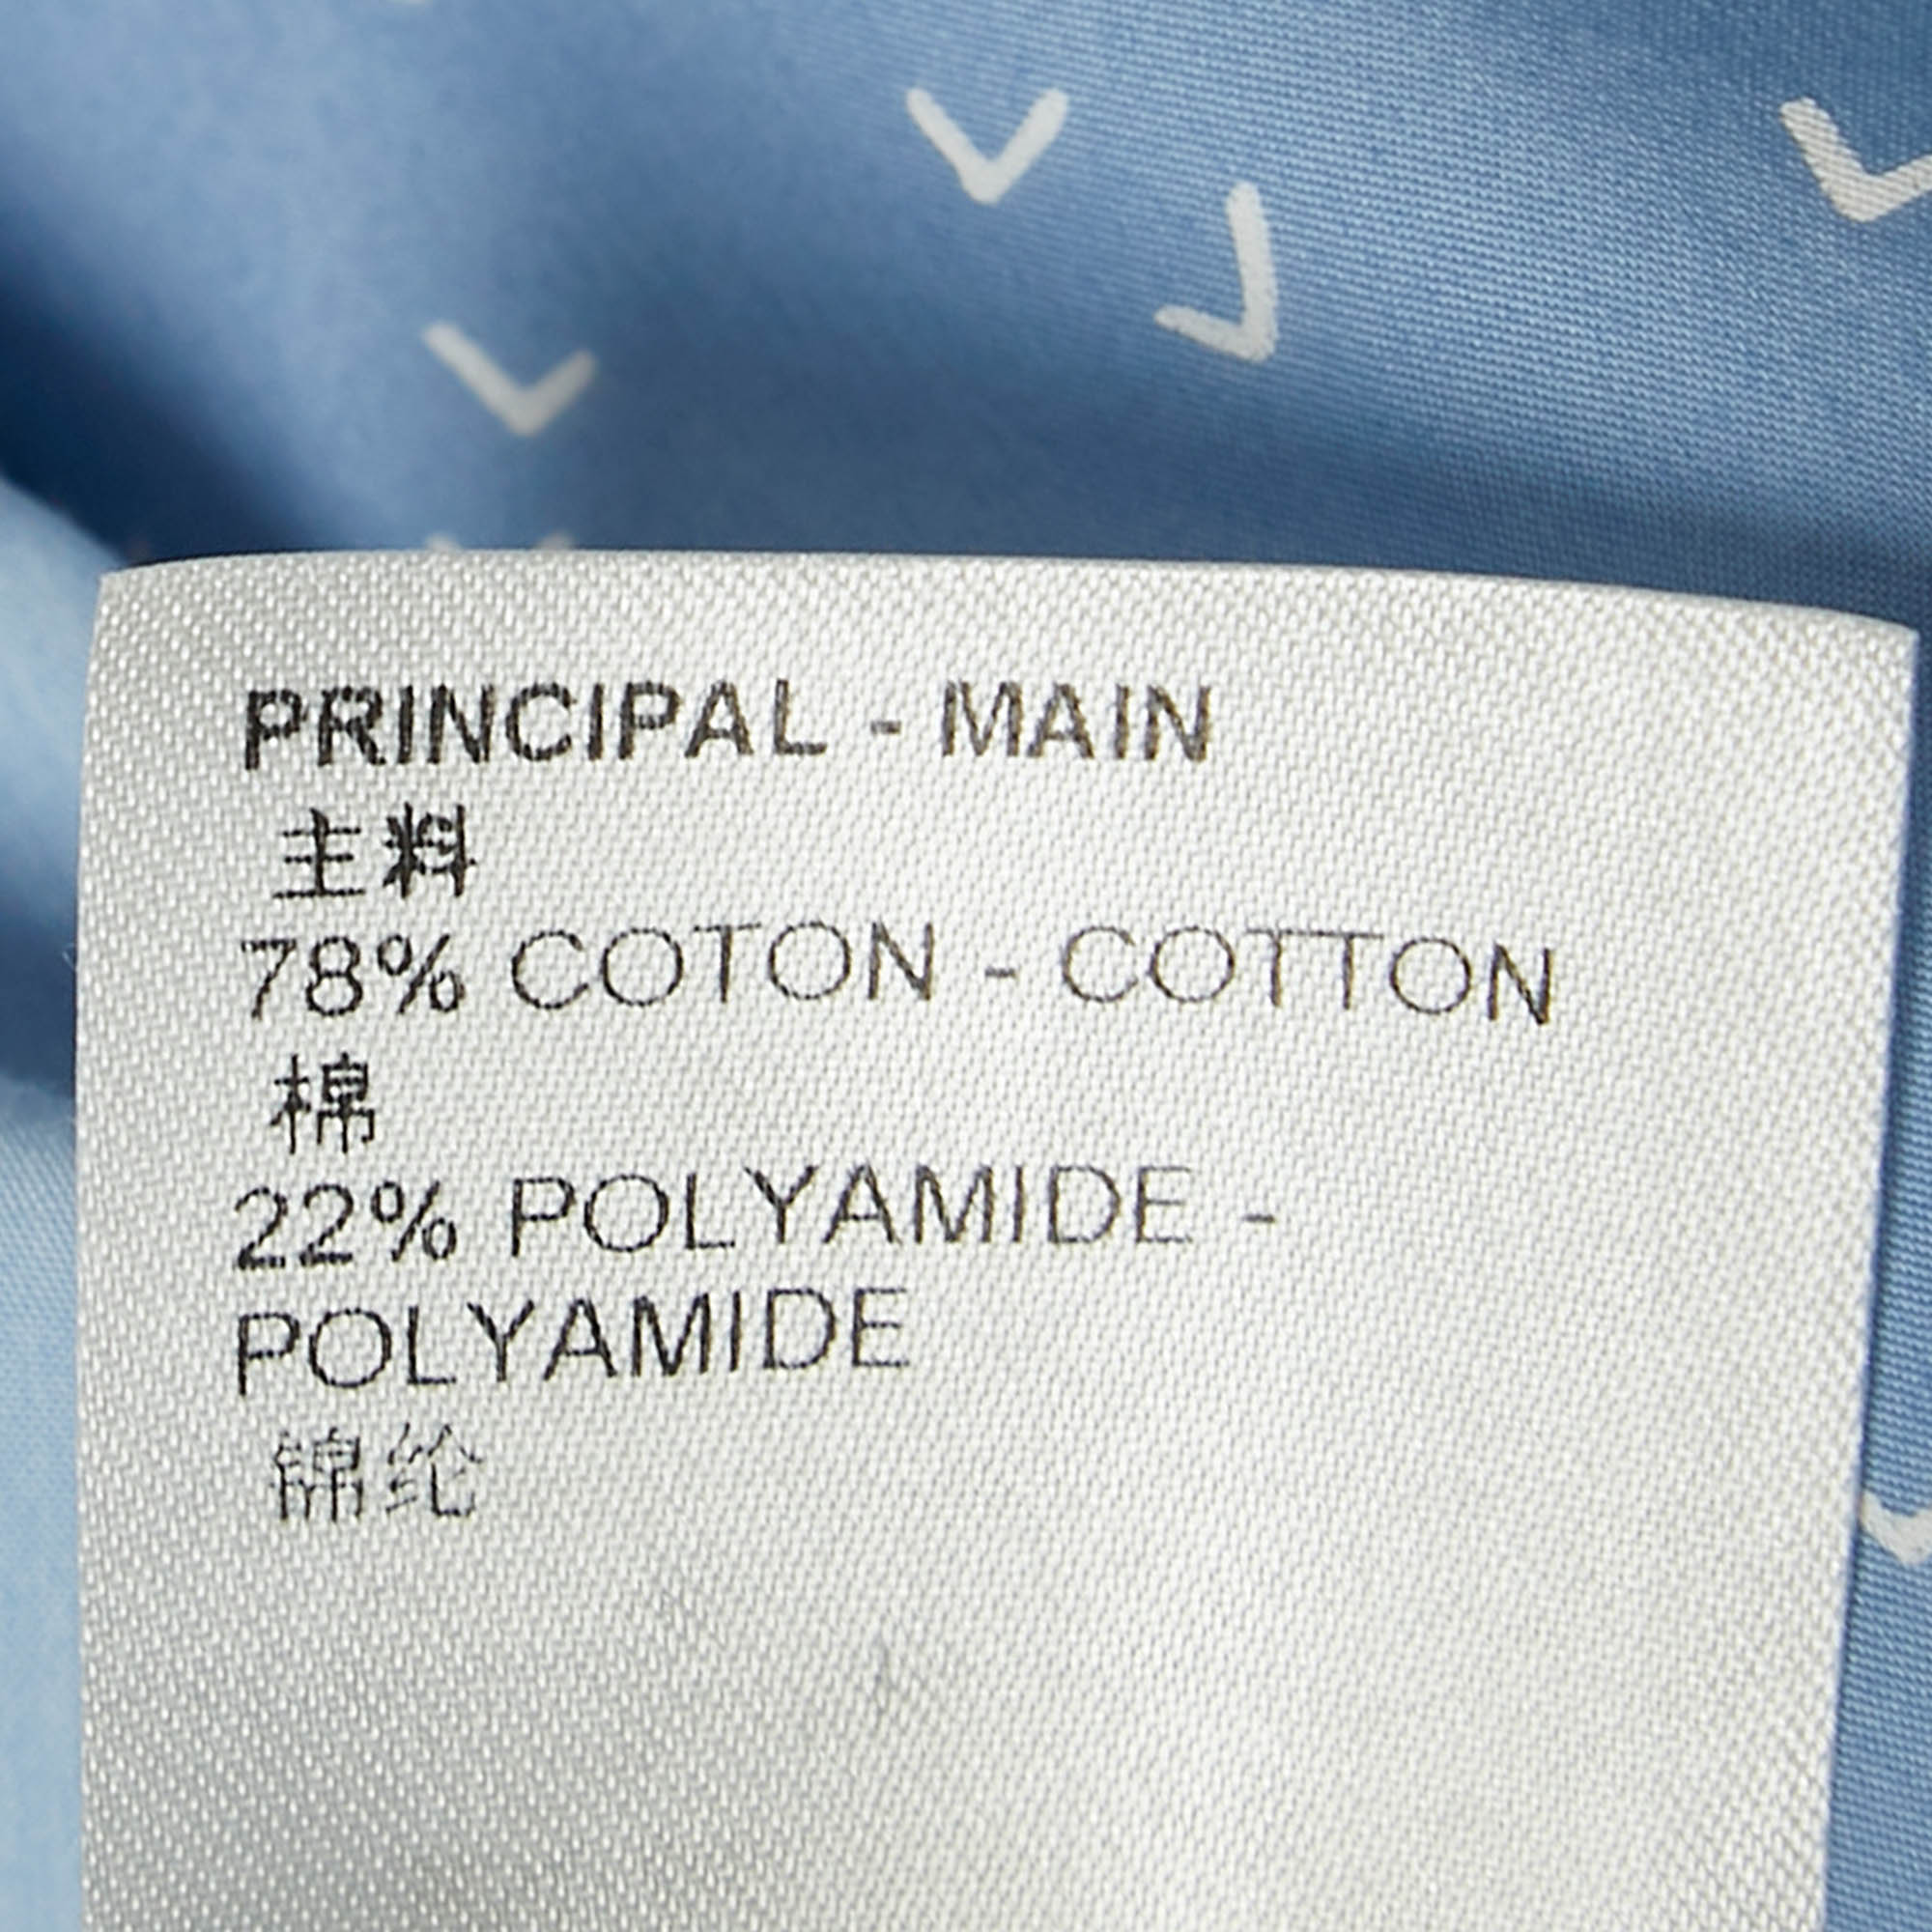 PRINCIPAL - MAIN
主料
78% COTON - COTTON
棉
22% POLYAMIDE -
POLYAMIDE
锦纶